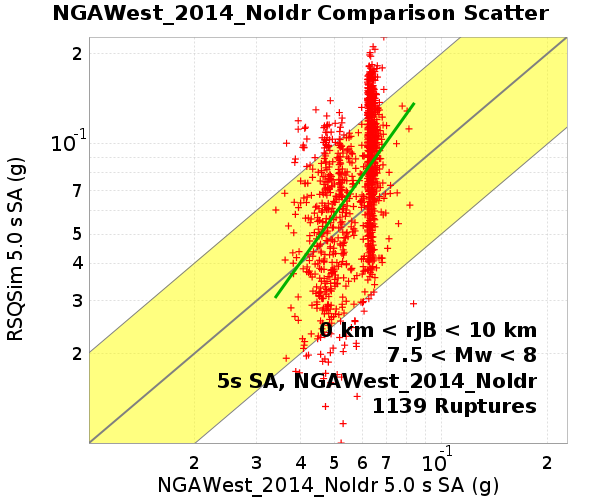 NGAWest_2014_NoIdr Comparison Scatter
RSQSim 5.0 s SA (g)
2
10⁻¹
7
5
4
3
2
0 km < rJB < 10 km
7.5 < Mw < 8
5s SA, NGAWest_2014_NoIdr
1139 Ruptures
2 3 4 5 6 7 10⁻¹ 2
NGAWest_2014_NoIdr 5.0 s SA (g)